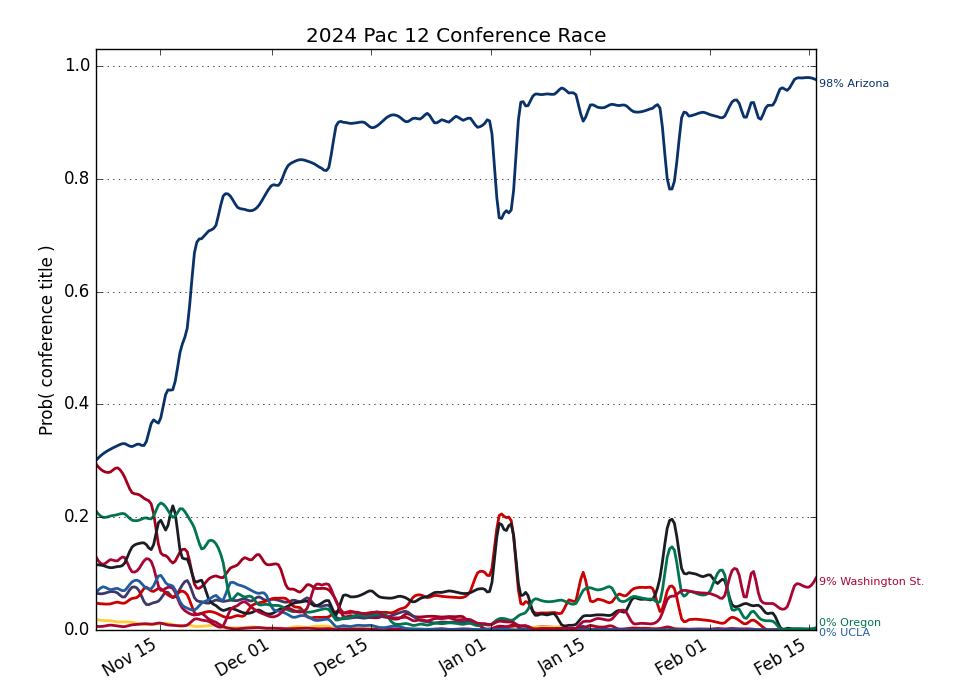 2024 Pac 12 Conference Race
Prob( conference title )
1.0
0.8
0.6
0.4
0.2
0.0
98% Arizona
9% Washington St.
0% Oregon
0% UCLA
Nov 15
Dec 01
Dec 15
Jan 01
Jan 15
Feb 01
Feb 15